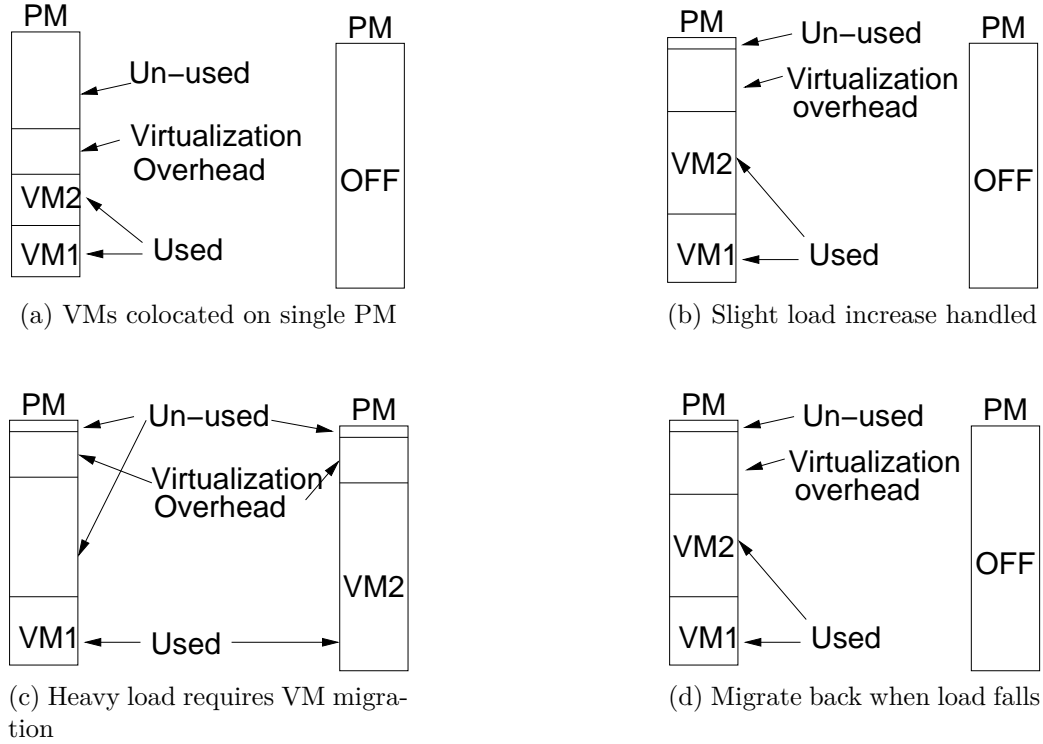 PM
PM
Un-used
Virtualization
Overhead
VM2
OFF
VM1
Used
(a) VMs colocated on single PM
PM
PM
Un-used
Virtualization
overhead
VM2
OFF
VM1
Used
(b) Slight load increase handled
PM
PM
Un-used
Virtualization
Overhead
VM2
VM1
Used
(c) Heavy load requires VM migra-
tion
PM
PM
Un-used
Virtualization
overhead
VM2
OFF
VM1
Used
(d) Migrate back when load falls